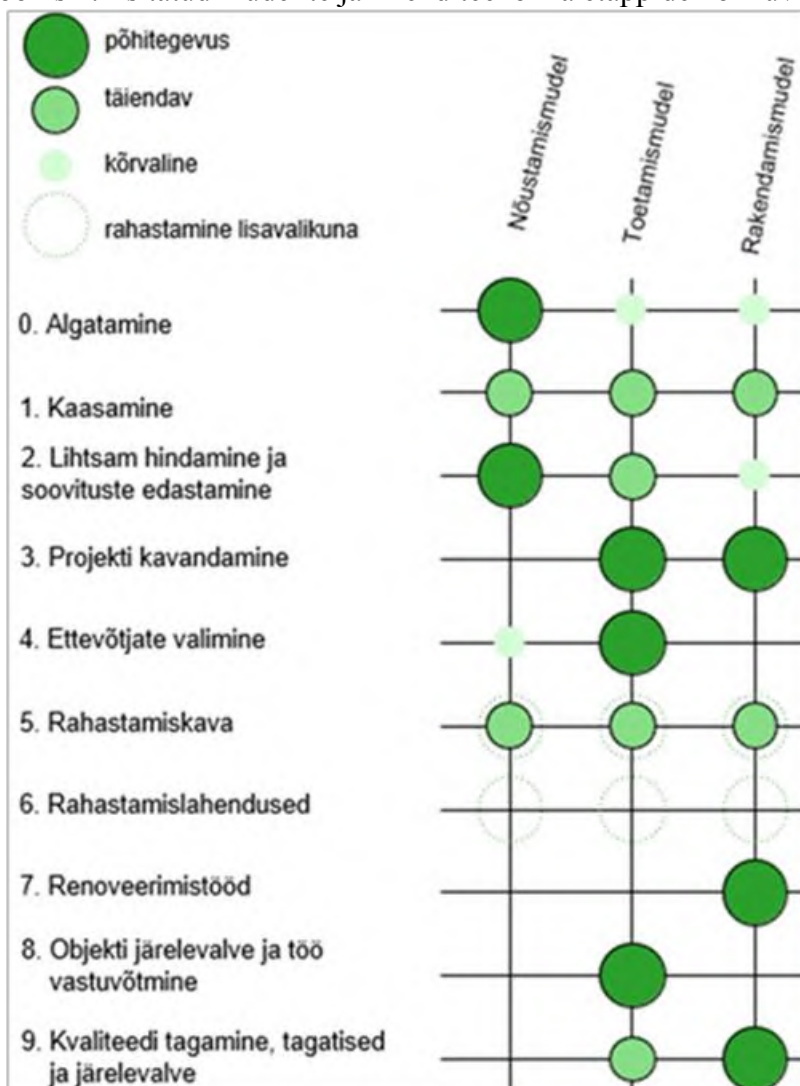 põhitegevus
täiendav
kõrvaline
rahastamine lisavalikuna
Nõustamismudel
Toetamismudel
Rakendamismudel
0. Algatamine
1. Kaasamine
2. Lihtsam hindamine ja
soovituste edastamine
3. Projekti kavandamine
4. Ettevõtjate valimine
5. Rahastamiskava
6. Rahastamislahendused
7. Renoveerimistööd
8. Objekti järelevalve ja töö
vastuvõtmine
9. Kvaliteedi tagamine, tagatised
ja järelevalve